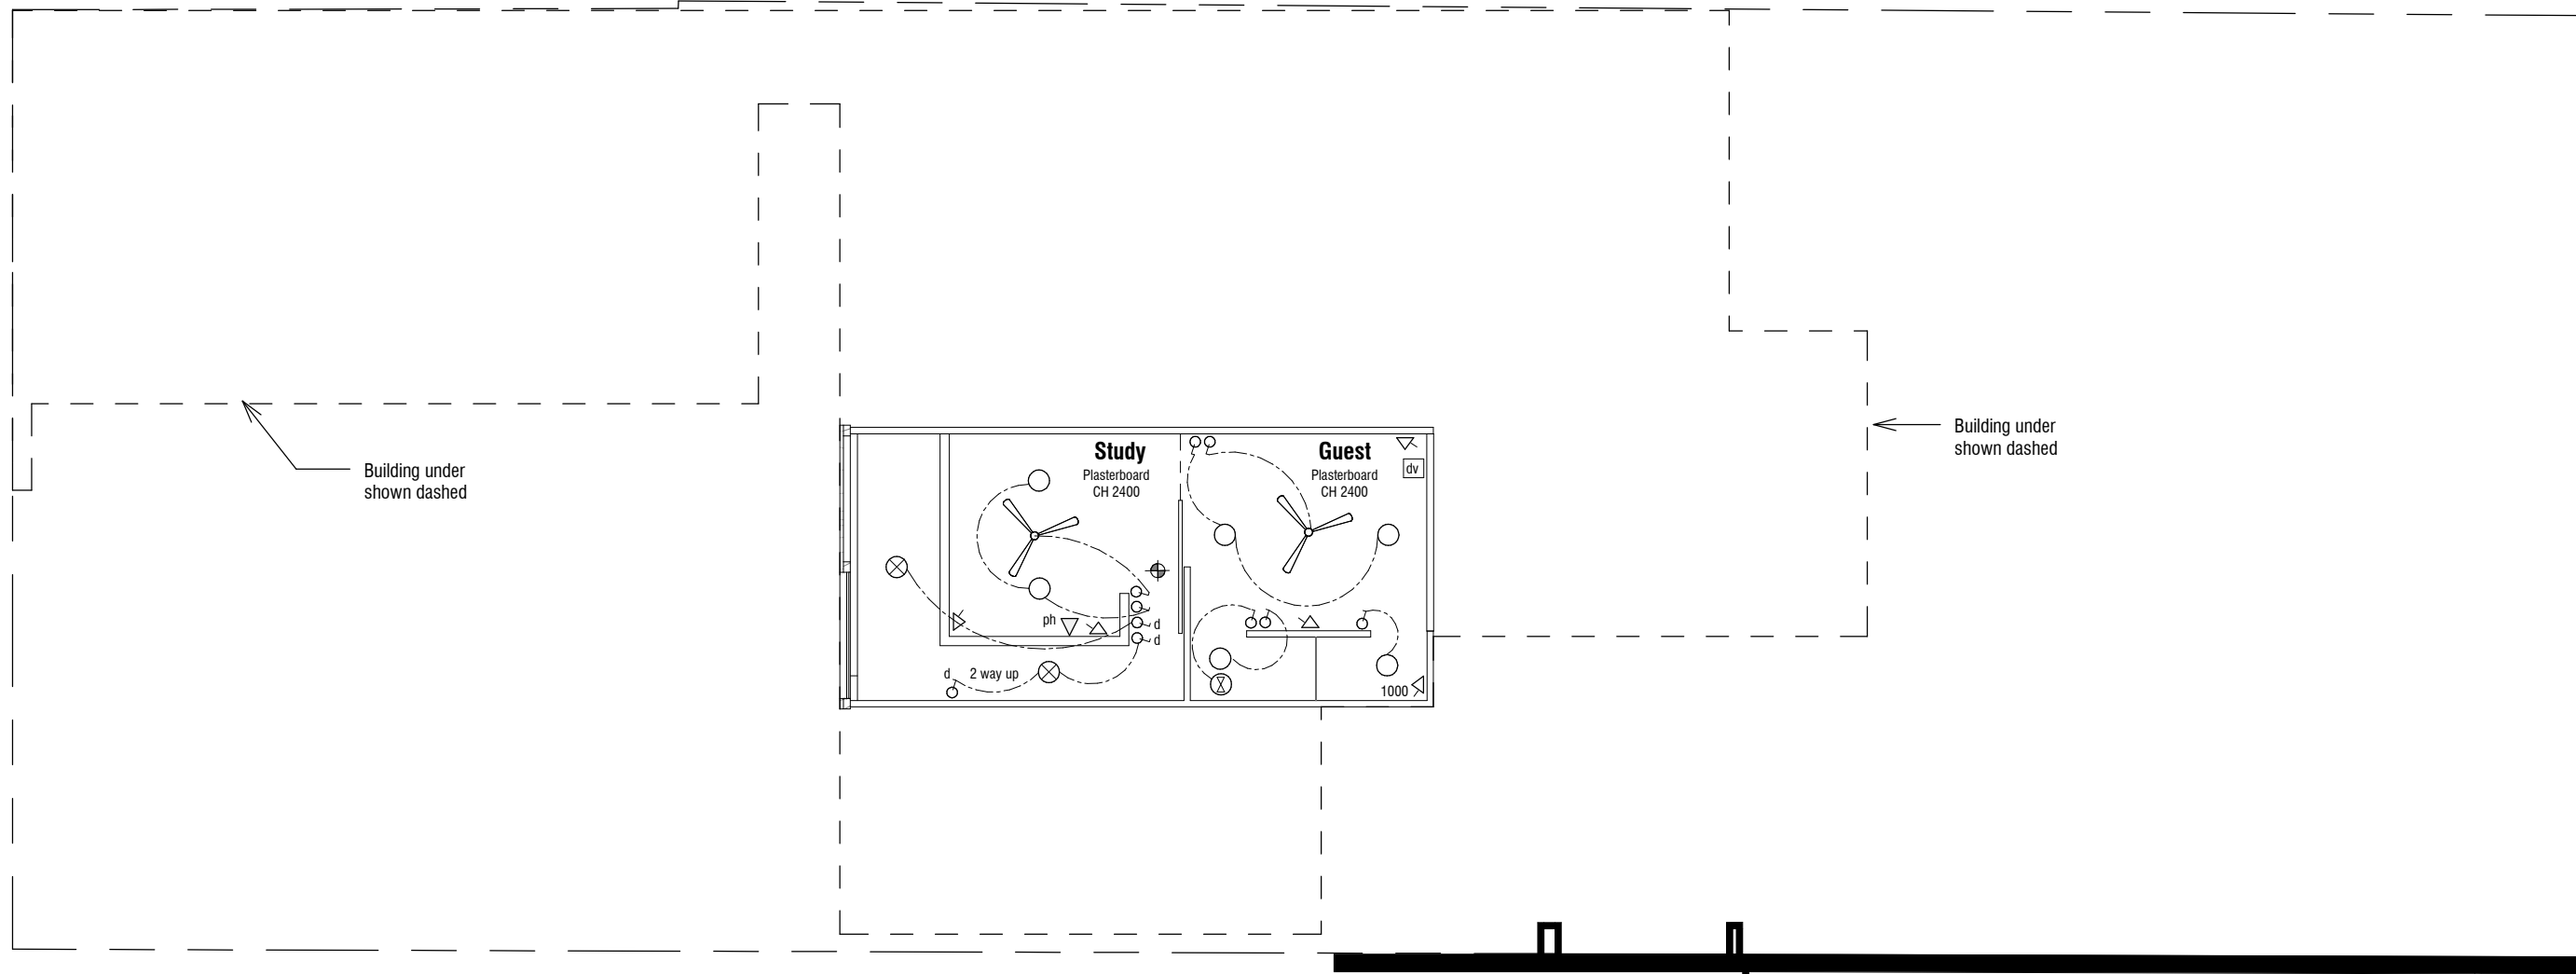 Study
Plasterboard
CH 2400
Guest
Plasterboard
CH 2400
dv
Building under
shown dashed
Building under
shown dashed
ph
d
d
d
2 way up
1000